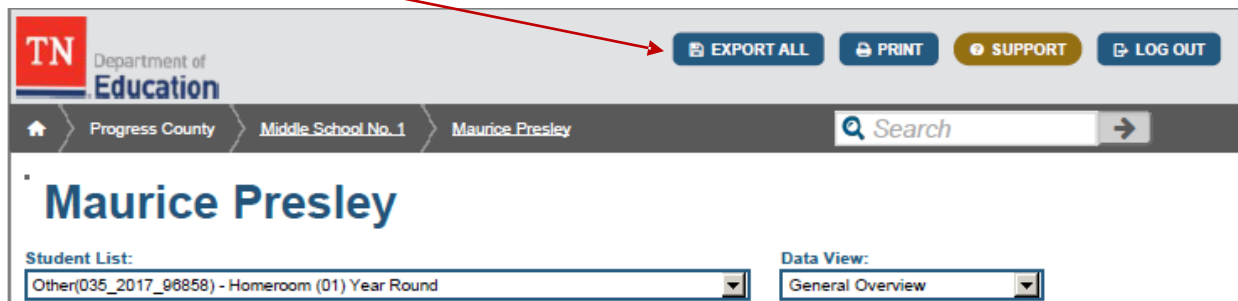 TN Department of Education
EXPORT ALL PRINT SUPPORT LOG OUT
Progress County Middle School No. 1 Maurice Presley Search
Maurice Presley
Student List: Data View:
Other(035_2017_96858) - Homeroom (01) Year Round General Overview